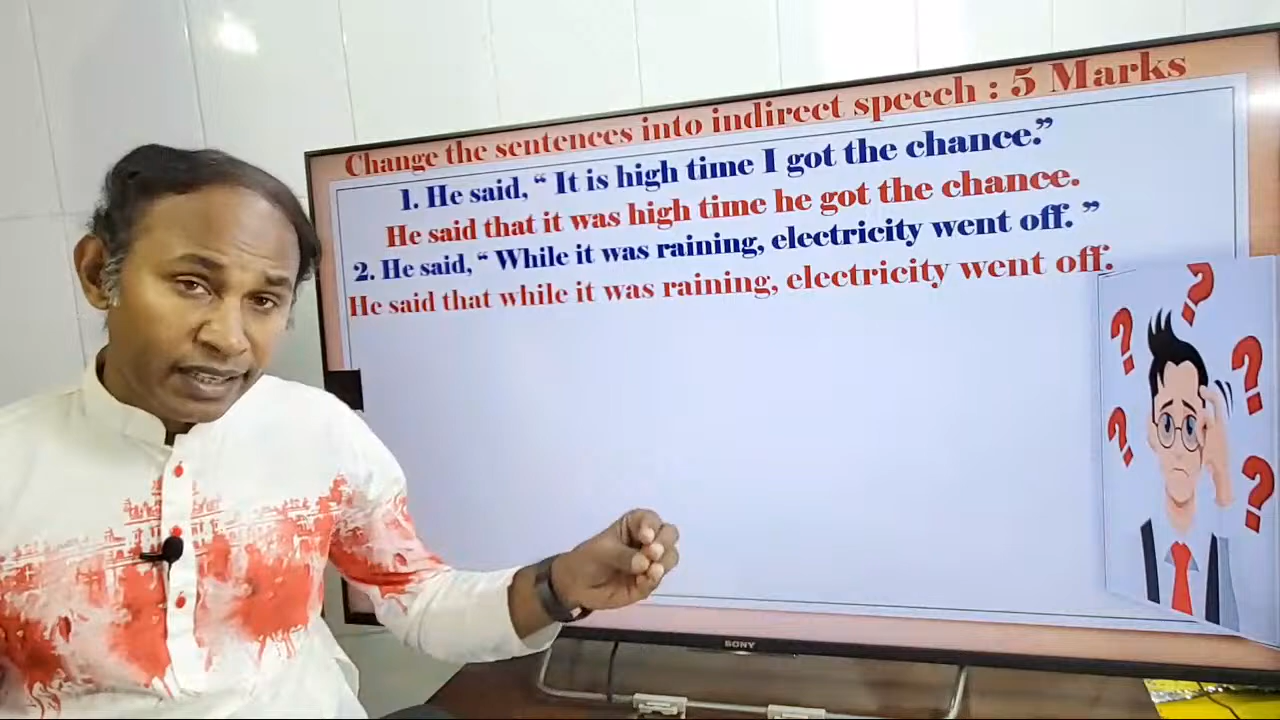 Change the sentences into indirect speech : 5 Marks
1. He said, “ It is high time I got the chance.”
He said that it was high time he got the chance.
2. He said, “ While it was raining, electricity went off. ”
He said that while it was raining, electricity went off.
SONY